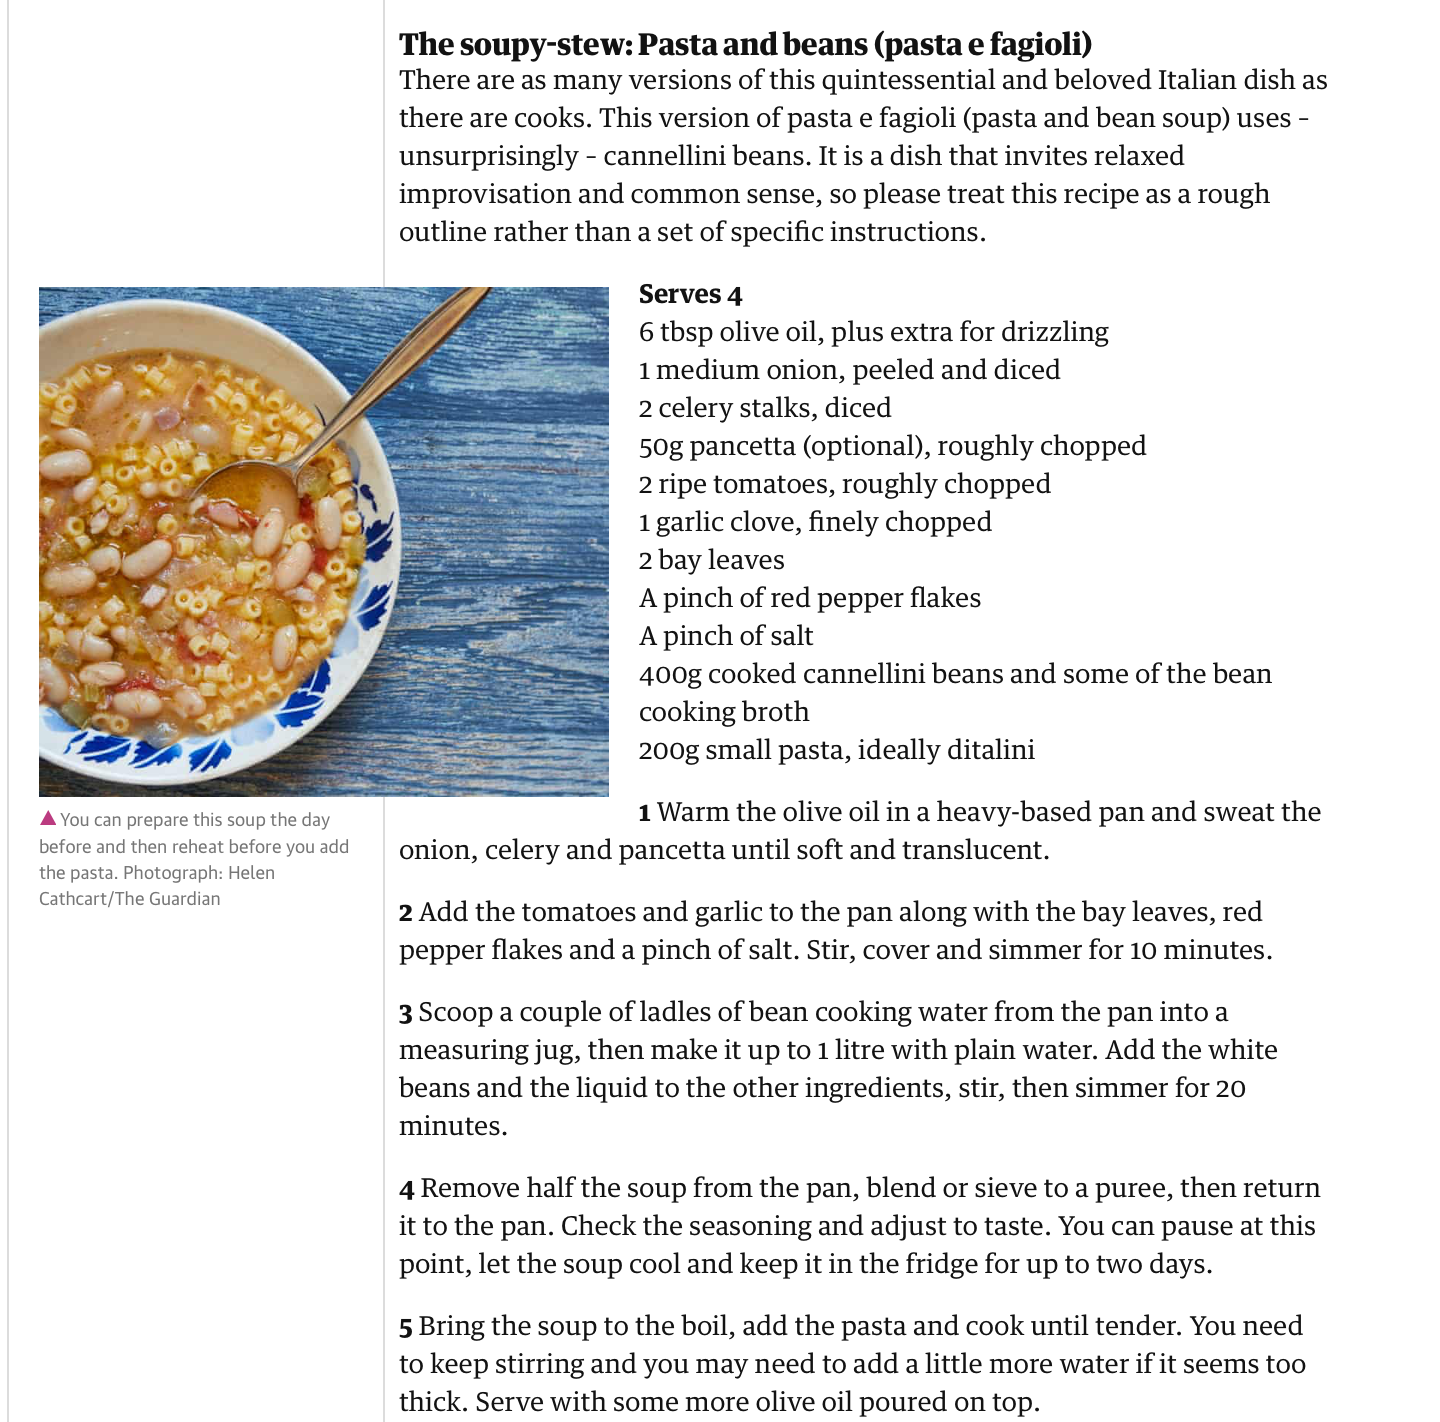 The soupy-stew: Pasta and beans (pasta e fagioli)
There are as many versions of this quintessential and beloved Italian dish as
there are cooks. This version of pasta e fagioli (pasta and bean soup) uses –
unsurprisingly – cannellini beans. It is a dish that invites relaxed
improvisation and common sense, so please treat this recipe as a rough
outline rather than a set of specific instructions.
Serves 4
6 tbsp olive oil, plus extra for drizzling
1 medium onion, peeled and diced
2 celery stalks, diced
50g pancetta (optional), roughly chopped
2 ripe tomatoes, roughly chopped
1 garlic clove, finely chopped
2 bay leaves
A pinch of red pepper flakes
A pinch of salt
400g cooked cannellini beans and some of the bean
cooking broth
200g small pasta, ideally ditalini
▲ You can prepare this soup the day
before and then reheat before you add
the pasta. Photograph: Helen
Cathcart/The Guardian
1 Warm the olive oil in a heavy-based pan and sweat the
onion, celery and pancetta until soft and translucent.
2 Add the tomatoes and garlic to the pan along with the bay leaves, red
pepper flakes and a pinch of salt. Stir, cover and simmer for 10 minutes.
3 Scoop a couple of ladles of bean cooking water from the pan into a
measuring jug, then make it up to 1 litre with plain water. Add the white
beans and the liquid to the other ingredients, stir, then simmer for 20
minutes.
4 Remove half the soup from the pan, blend or sieve to a puree, then return
it to the pan. Check the seasoning and adjust to taste. You can pause at this
point, let the soup cool and keep it in the fridge for up to two days.
5 Bring the soup to the boil, add the pasta and cook until tender. You need
to keep stirring and you may need to add a little more water if it seems too
thick. Serve with some more olive oil poured on top.